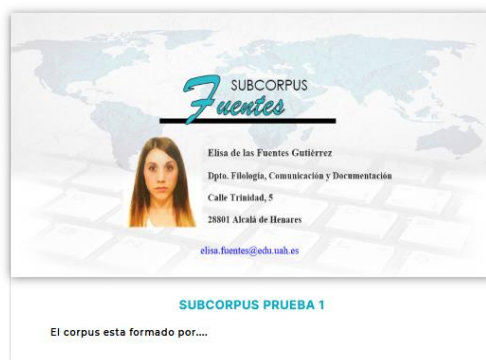 SUBCORPUS
Fuentes
Elisa de las Fuentes Gutiérrez
Dpto. Filología, Comunicación y Documentación
Calle Trinidad, 5
28801 Alcalá de Henares
elisa.fuentes@edu.uah.es
SUBCORPUS PRUEBA 1
El corpus esta formado por....